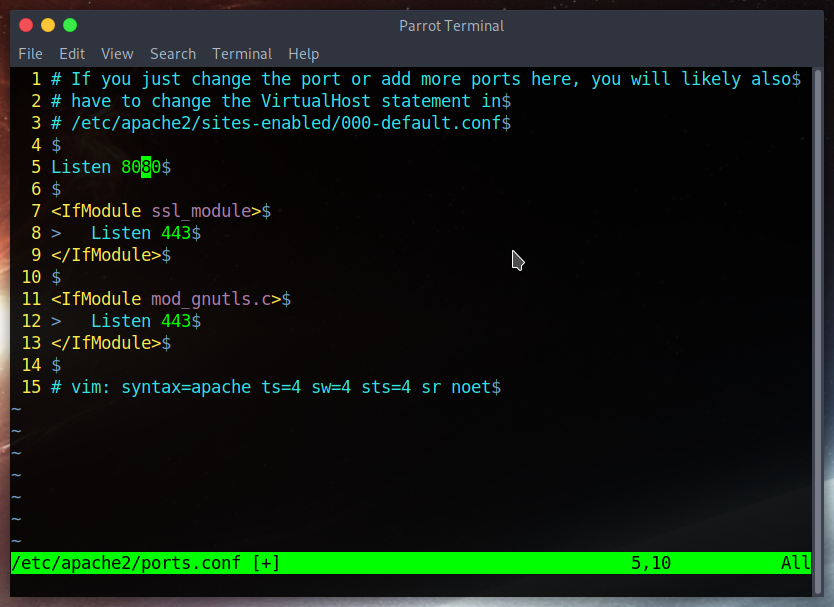 Parrot Terminal
File Edit View Search Terminal Help
1 # If you just change the port or add more ports here, you will likely also$
2 # have to change the VirtualHost statement in$
3 # /etc/apache2/sites-enabled/000-default.conf$
4 $
5 Listen 8080$
6 $
7 <IfModule ssl_module>$
8 >   Listen 443$
9 </IfModule>$
10 $
11 <IfModule mod_gnutls.c>$
12 >   Listen 443$
13 </IfModule>$
14 $
15 # vim: syntax=apache ts=4 sw=4 sts=4 sr noet$
~
~
~
~
~
~
~
/etc/apache2/ports.conf [+] 5,10 All